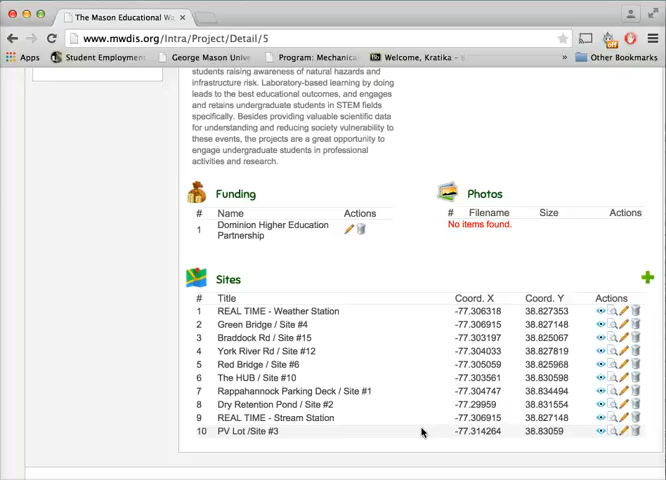 The Mason Educational Wa
www.mwdis.org/Intra/Project/Detail/5
Apps Student Employment George Mason Unive Program: Mechanica Welcome, Kratika – 8 » Other Bookmarks
students raising awareness of natural hazards and
infrastructure risk. Laboratory-based learning by doing
leads to the best educational outcomes, and engages
and retains undergraduate students in STEM fields
specifically. Besides providing valuable scientific data
for understanding and reducing society vulnerability to
these events, the projects are a great opportunity to
engage undergraduate students in professional
activities and research.
Funding
# Name Actions
1 Dominion Higher Education
Partnership
Photos
# Filename Size Actions
No items found.
Sites
# Title Coord. X Coord. Y Actions
1 REAL TIME - Weather Station -77.306318 38.827353
2 Green Bridge / Site #4 -77.306915 38.827148
3 Braddock Rd / Site #15 -77.303197 38.825067
4 York River Rd / Site #12 -77.304033 38.827819
5 Red Bridge / Site #6 -77.305059 38.825968
6 The HUB / Site #10 -77.303561 38.830598
7 Rappahannock Parking Deck / Site #1 -77.304747 38.834494
8 Dry Retention Pond / Site #2 -77.29959 38.831554
9 REAL TIME - Stream Station -77.306915 38.827148
10 PV Lot /Site #3 -77.314264 38.83059